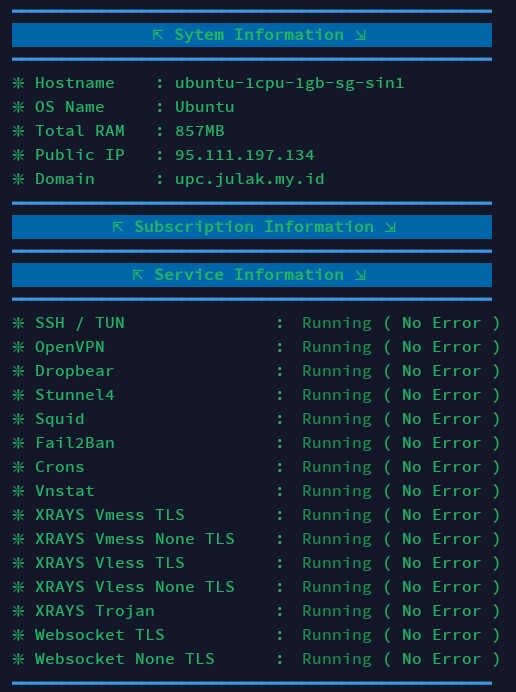 ⇱ Sytem Information ⇲
❇ Hostname    : ubuntu-1cpu-1gb-sg-sin1
❇ OS Name     : Ubuntu
❇ Total RAM   : 857MB
❇ Public IP   : 95.111.197.134
❇ Domain      : upc.julak.my.id
⇱ Subscription Information ⇲
⇱ Service Information ⇲
❇ SSH / TUN               :  Running ( No Error )
❇ OpenVPN                 :  Running ( No Error )
❇ Dropbear                :  Running ( No Error )
❇ Stunnel4                :  Running ( No Error )
❇ Squid                   :  Running ( No Error )
❇ Fail2Ban                :  Running ( No Error )
❇ Crons                   :  Running ( No Error )
❇ Vnstat                  :  Running ( No Error )
❇ XRAYS Vmess TLS         :  Running ( No Error )
❇ XRAYS Vmess None TLS    :  Running ( No Error )
❇ XRAYS Vless TLS         :  Running ( No Error )
❇ XRAYS Vless None TLS    :  Running ( No Error )
❇ XRAYS Trojan            :  Running ( No Error )
❇ Websocket TLS           :  Running ( No Error )
❇ Websocket None TLS      :  Running ( No Error )